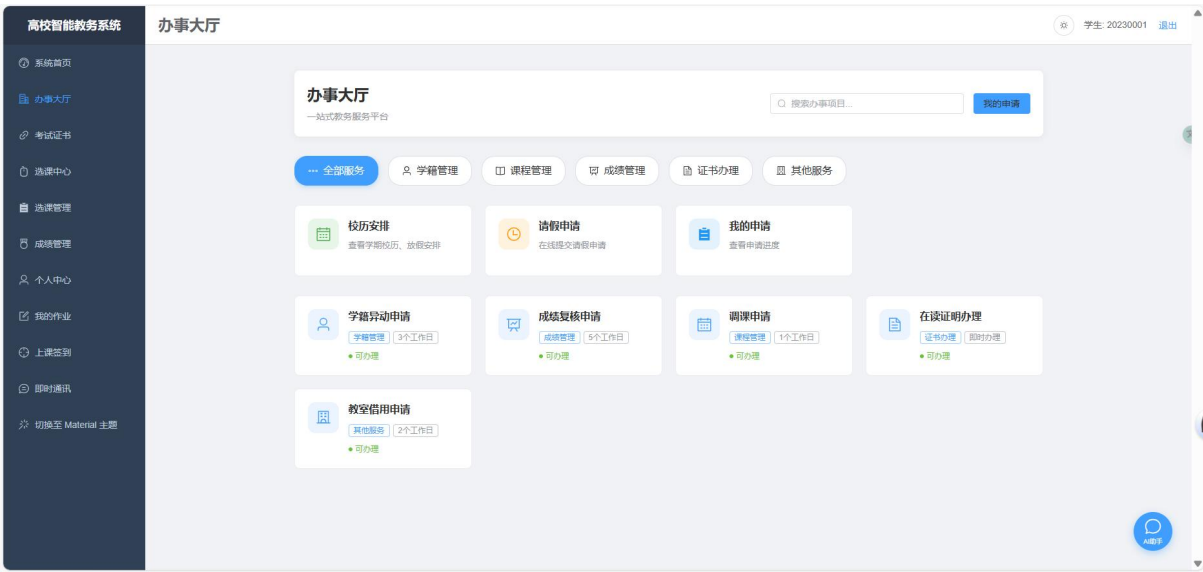 高校智能教务系统
办事大厅
学生: 20230001 退出
系统首页
办事大厅
考试证书
选课中心
选课管理
成绩管理
个人中心
我的作业
上课签到
即时通讯
切换至 Material 主题
办事大厅
一站式教务服务平台
搜索办事项目...
我的申请
全部服务
学籍管理
课程管理
成绩管理
证书办理
其他服务
校历安排
查看学期校历、放假安排
请假申请
在线提交请假申请
我的申请
查看申请进度
学籍异动申请
学籍管理 3个工作日
可办理
成绩复核申请
成绩管理 5个工作日
可办理
调课申请
课程管理 1个工作日
可办理
在读证明办理
证书办理 即时办理
可办理
教室借用申请
其他服务 2个工作日
可办理
AI助手